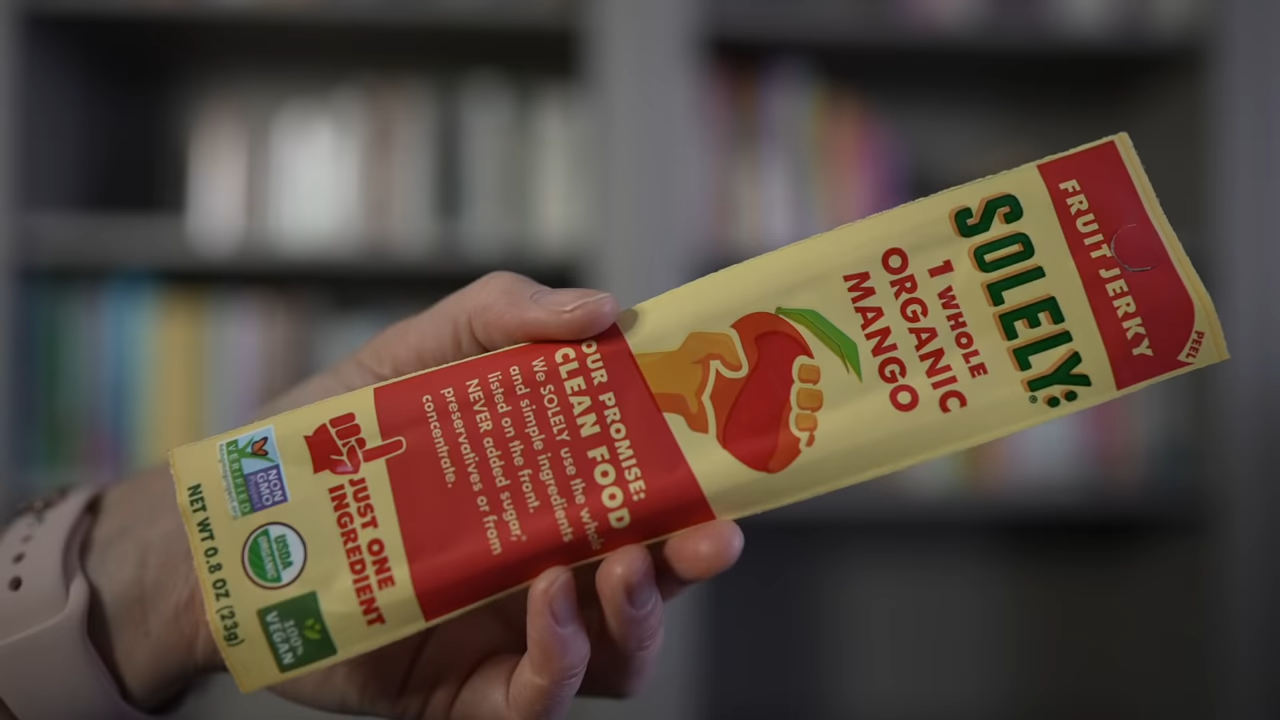 FRUIT JERKY
PEEL
SOLELY:®
1 WHOLE
ORGANIC
MANGO
OUR PROMISE:
CLEAN FOOD
We SOLELY use the whole
and simple ingredients
listed on the front.
NEVER added sugar,*
preservatives or from
concentrate.
JUST ONE
INGREDIENT
NON
GMO
Project
VERIFIED
USDA
ORGANIC
100%
VEGAN
NET WT 0.8 OZ (23g)